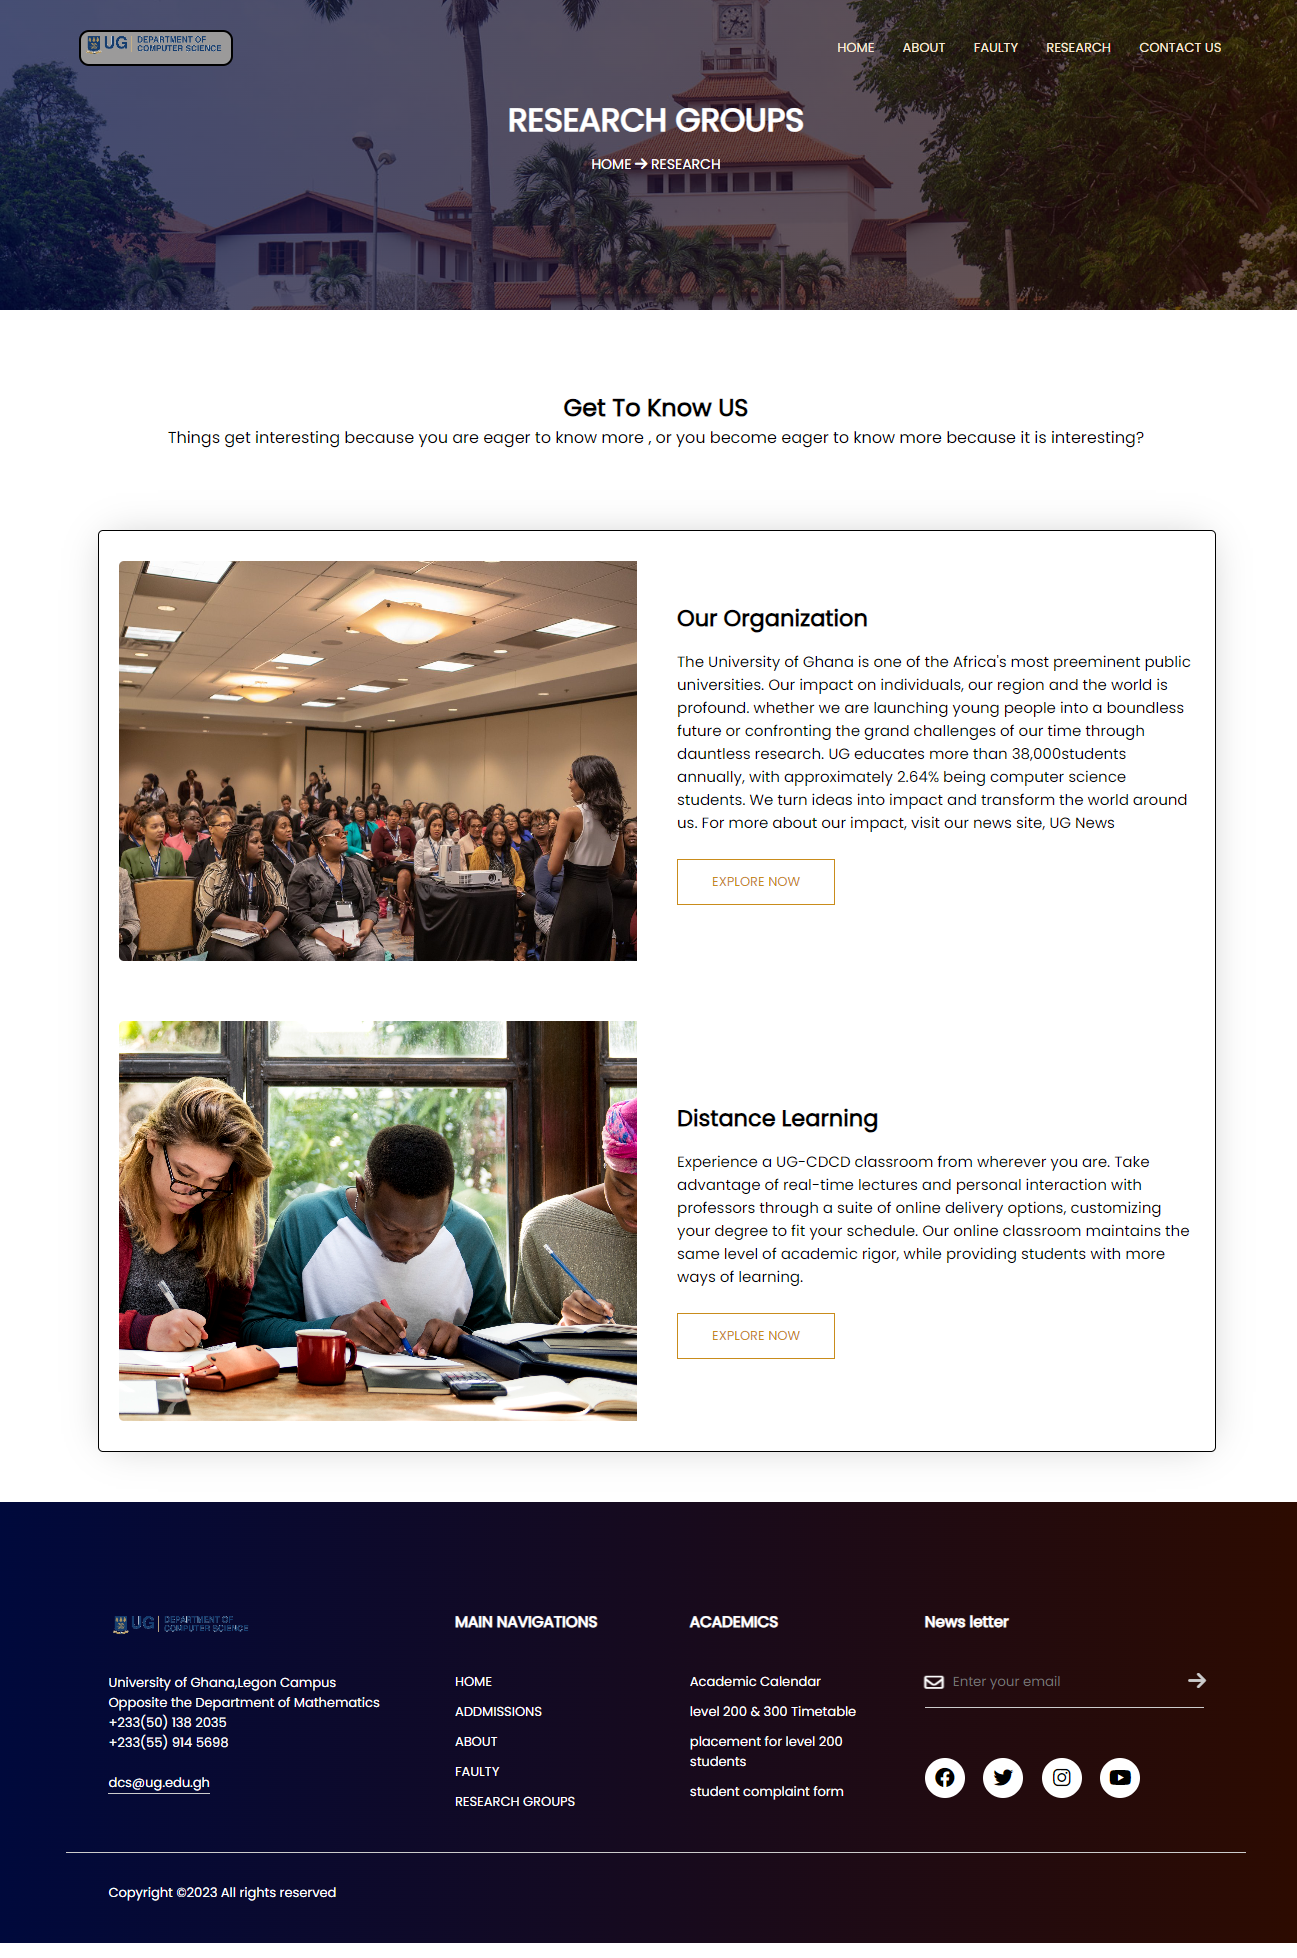 UG DEPARTMENT OF
COMPUTER SCIENCE
HOME ABOUT FAULTY RESEARCH CONTACT US
RESEARCH GROUPS
HOME → RESEARCH
Get To Know US
Things get interesting because you are eager to know more , or you become eager to know more because it is interesting?
Our Organization
The University of Ghana is one of the Africa's most preeminent public
universities. Our impact on individuals, our region and the world is
profound. whether we are launching young people into a boundless
future or confronting the grand challenges of our time through
dauntless research. UG educates more than 38,000students
annually, with approximately 2.64% being computer science
students. We turn ideas into impact and transform the world around
us. For more about our impact, visit our news site, UG News
EXPLORE NOW
Distance Learning
Experience a UG-CDCD classroom from wherever you are. Take
advantage of real-time lectures and personal interaction with
professors through a suite of online delivery options, customizing
your degree to fit your schedule. Our online classroom maintains the
same level of academic rigor, while providing students with more
ways of learning.
EXPLORE NOW
UG DEPARTMENT OF
COMPUTER SCIENCE
University of Ghana,Legon Campus
Opposite the Department of Mathematics
+233(50) 138 2035
+233(55) 914 5698
dcs@ug.edu.gh
MAIN NAVIGATIONS
HOME
ADDMISSIONS
ABOUT
FAULTY
RESEARCH GROUPS
ACADEMICS
Academic Calendar
level 200 & 300 Timetable
placement for level 200
students
student complaint form
News letter
Enter your email
Copyright ©2023 All rights reserved